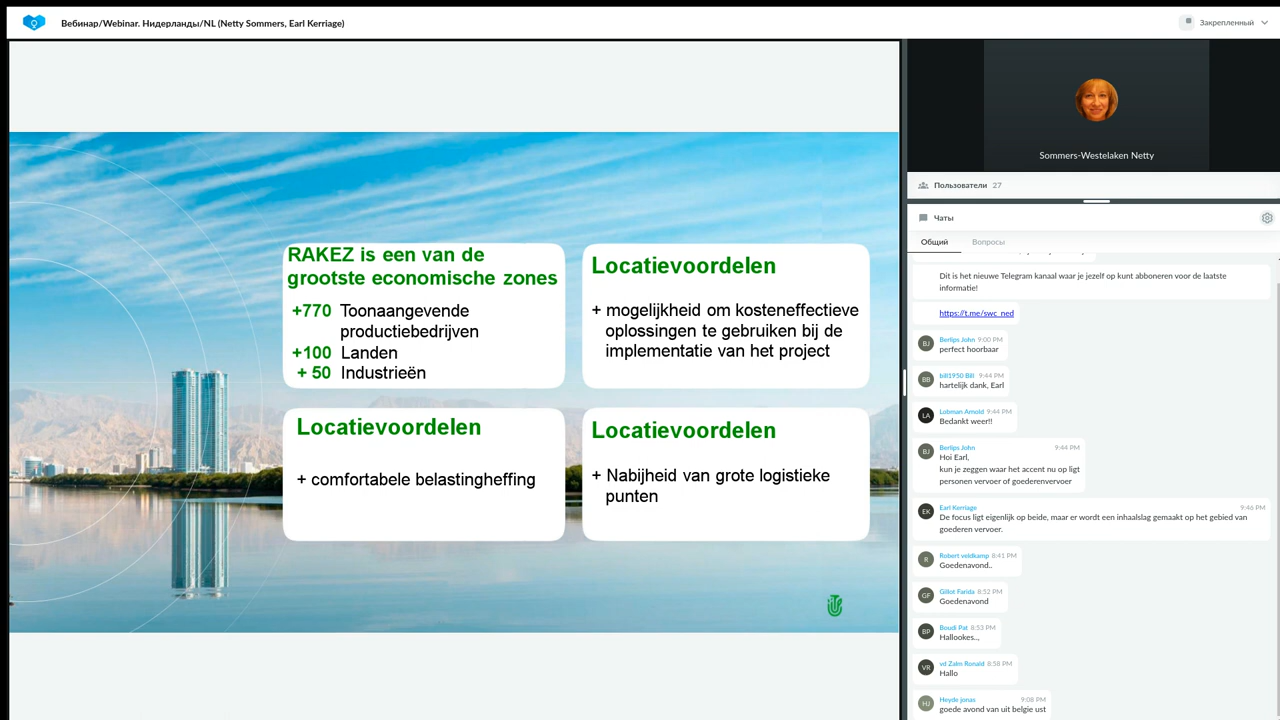 Вебинар/Webinar. Нидерланды/NL (Netty Sommers, Earl Kerriage)
Закрепленный
RAKEZ is een van de
grootste economische zones
+770 Toonaangevende
productiebedrijven
+100 Landen
+ 50 Industrieën
Locatievoordelen
+ mogelijkheid om kosteneffectieve
oplossingen te gebruiken bij de
implementatie van het project
Locatievoordelen
+ comfortabele belastingheffing
Locatievoordelen
+ Nabijheid van grote logistieke
punten
Sommers-Westelaken Netty
Пользователи 27
Чаты
Общий Вопросы
Dit is het nieuwe Telegram kanaal waar je jezelf op kunt abboneren voor de laatste
informatie!
https://t.me/swc_ned
BJ
Berlips John 9:00 PM
perfect hoorbaar
BB
bill1950 Bill 9:44 PM
hartelijk dank, Earl
LA
Lobman Arnold 9:44 PM
Bedankt weer!!
BJ
Berlips John 9:44 PM
Hoi Earl,
kun je zeggen waar het accent nu op ligt
personen vervoer of goederenvervoer
EK
Earl Kerriage 9:46 PM
De focus ligt eigenlijk op beide, maar er wordt een inhaalslag gemaakt op het gebied van
goederen vervoer.
R
Robert veldkamp 8:41 PM
Goedenavond..
GF
Gillot Farida 8:52 PM
Goedenavond
BP
Boudi Pat 8:53 PM
Hallookes..,
VR
vd Zalm Ronald 8:58 PM
Hallo
HJ
Heyde jonas 9:08 PM
goede avond van uit belgie ust